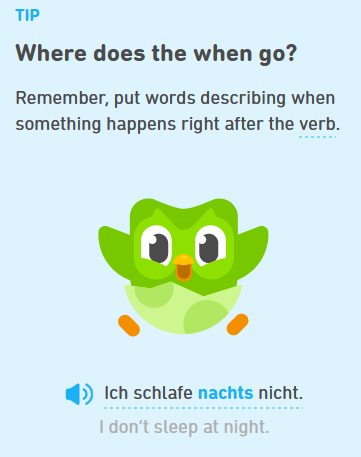 TIP
Where does the when go?
Remember, put words describing when
something happens right after the verb.
Ich schlafe nachts nicht.
I don't sleep at night.